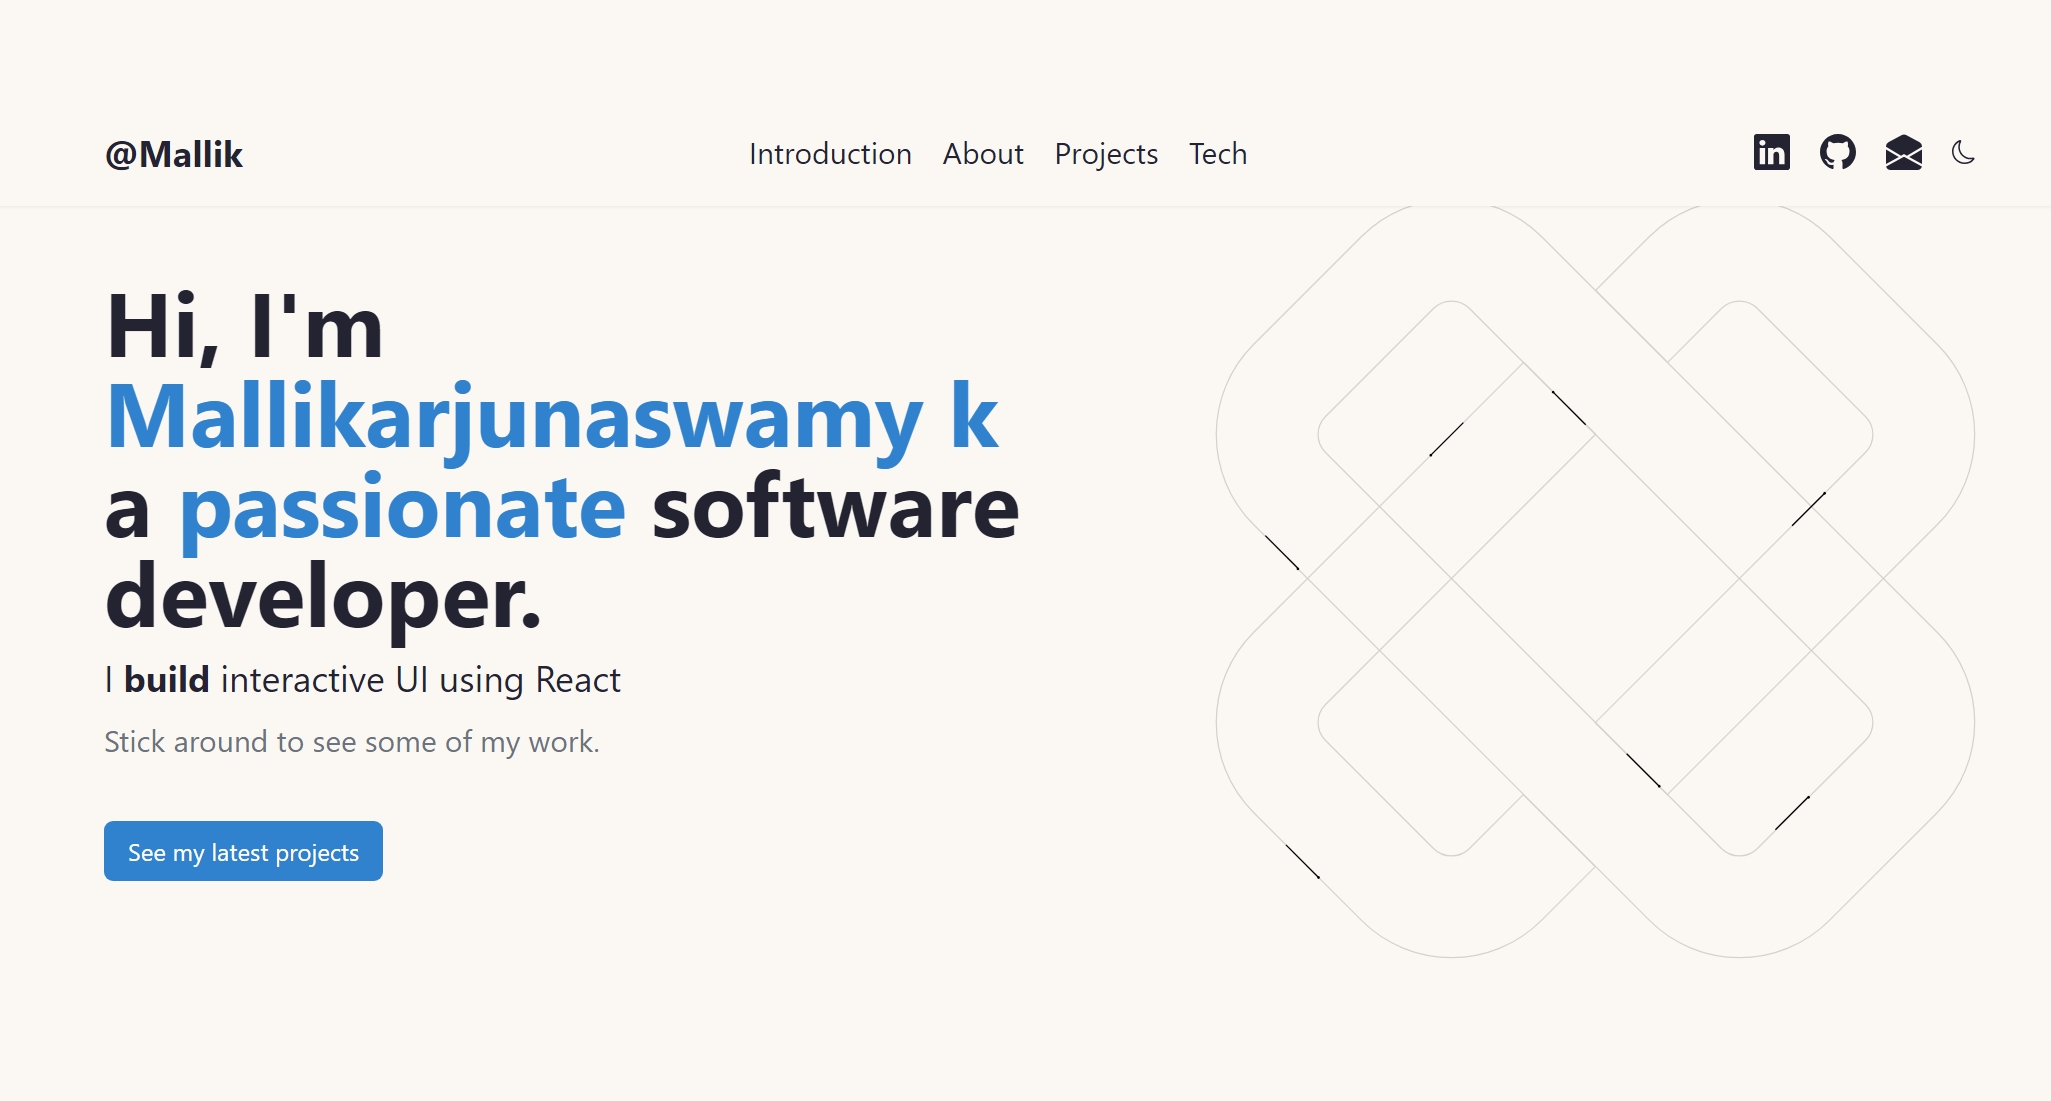 @Mallik
Introduction About Projects Tech
in
Hi, I'm
Mallikarjunaswamy k
a passionate software
developer.
I build interactive UI using React
Stick around to see some of my work.
See my latest projects